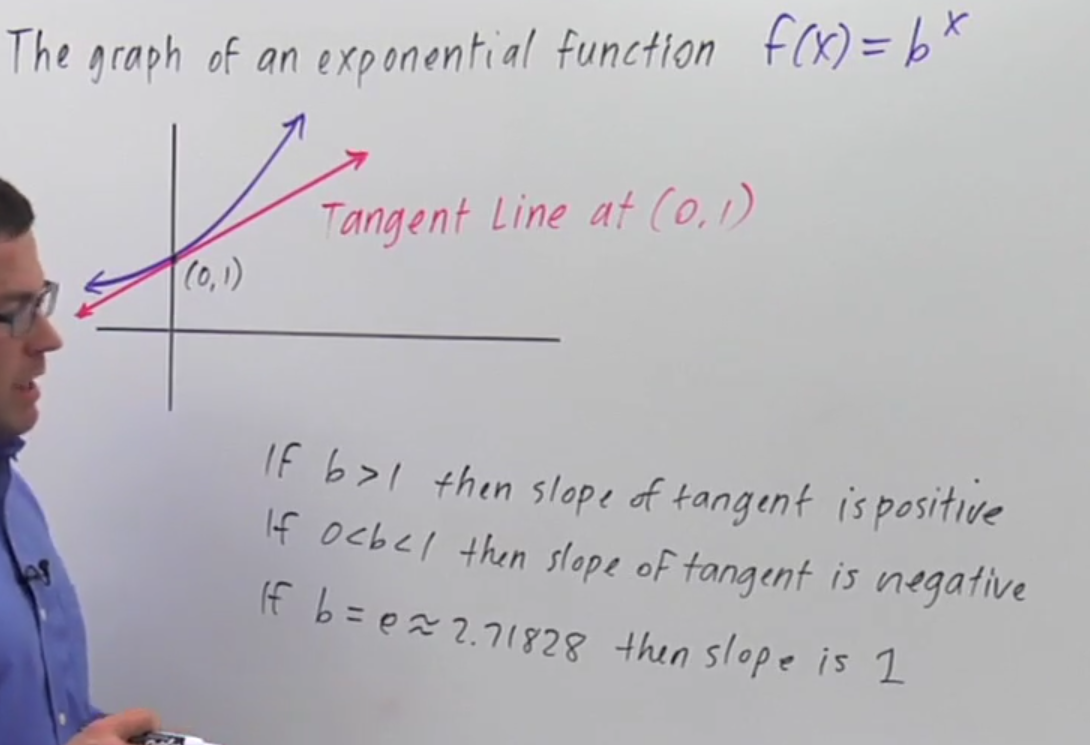 The graph of an exponential function f(x) = b^x
Tangent Line at (0,1)
(0,1)
If b>1 then slope of tangent is positive
If 0<b<1 then slope of tangent is negative
If b = e ≈ 2.71828 then slope is 1